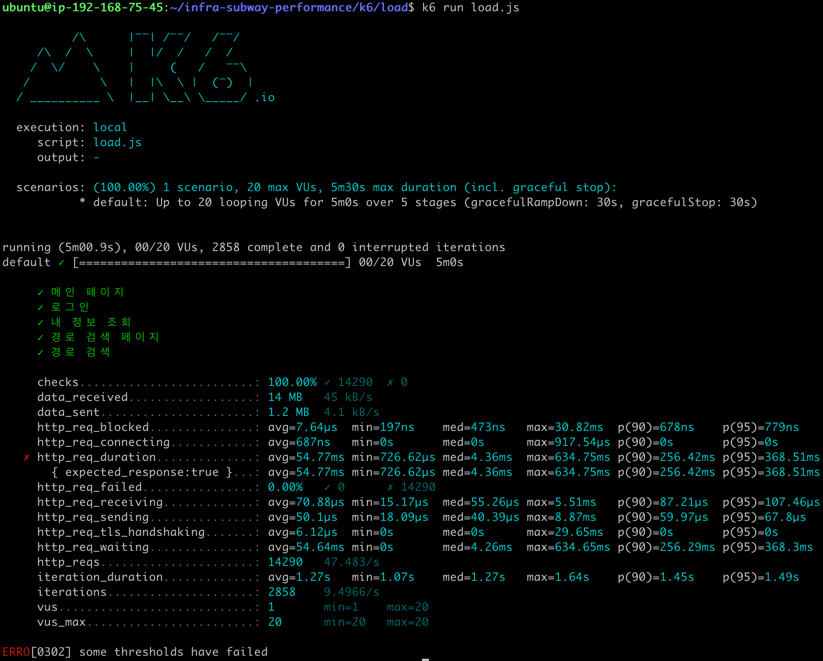 ubuntu@ip-192-168-75-45:~/infra-subway-performance/k6/load$ k6 run load.js
.io
execution: local
script: load.js
output: -
scenarios: (100.00%) 1 scenario, 20 max VUs, 5m30s max duration (incl. graceful stop):
* default: Up to 20 looping VUs for 5m0s over 5 stages (gracefulRampDown: 30s, gracefulStop: 30s)
running (5m00.9s), 00/20 VUs, 2858 complete and 0 interrupted iterations
default ✓ [======================================] 00/20 VUs  5m0s
✓ 메인 페이지
✓ 로그인
✓ 내 정보 조회
✓ 경로 검색 페이지
✓ 경로 검색
checks.........................: 100.00% ✓ 14290 ✗ 0
data_received..................: 14 MB 45 kB/s
data_sent......................: 1.2 MB 4.1 kB/s
http_req_blocked...............: avg=7.64µs min=197ns med=473ns max=30.82ms p(90)=678ns p(95)=779ns
http_req_connecting............: avg=687ns min=0s med=0s max=917.54µs p(90)=0s p(95)=0s
✗ http_req_duration..............: avg=54.77ms min=726.62µs med=4.36ms max=634.75ms p(90)=256.42ms p(95)=368.51ms
{ expected_response:true }...: avg=54.77ms min=726.62µs med=4.36ms max=634.75ms p(90)=256.42ms p(95)=368.51ms
http_req_failed................: 0.00% ✓ 0 ✗ 14290
http_req_receiving.............: avg=70.88µs min=15.17µs med=55.26µs max=5.51ms p(90)=87.21µs p(95)=107.46µs
http_req_sending...............: avg=50.1µs min=18.09µs med=40.39µs max=8.87ms p(90)=59.97µs p(95)=67.8µs
http_req_tls_handshaking.......: avg=6.12µs min=0s med=0s max=29.65ms p(90)=0s p(95)=0s
http_req_waiting...............: avg=54.64ms min=0s med=4.26ms max=634.65ms p(90)=256.29ms p(95)=368.3ms
http_reqs......................: 14290 47.483/s
iteration_duration.............: avg=1.27s min=1.07s med=1.27s max=1.64s p(90)=1.45s p(95)=1.49s
iterations.....................: 2858 9.4966/s
vus............................: 1 min=1 max=20
vus_max........................: 20 min=20 max=20
ERRO[0302] some thresholds have failed